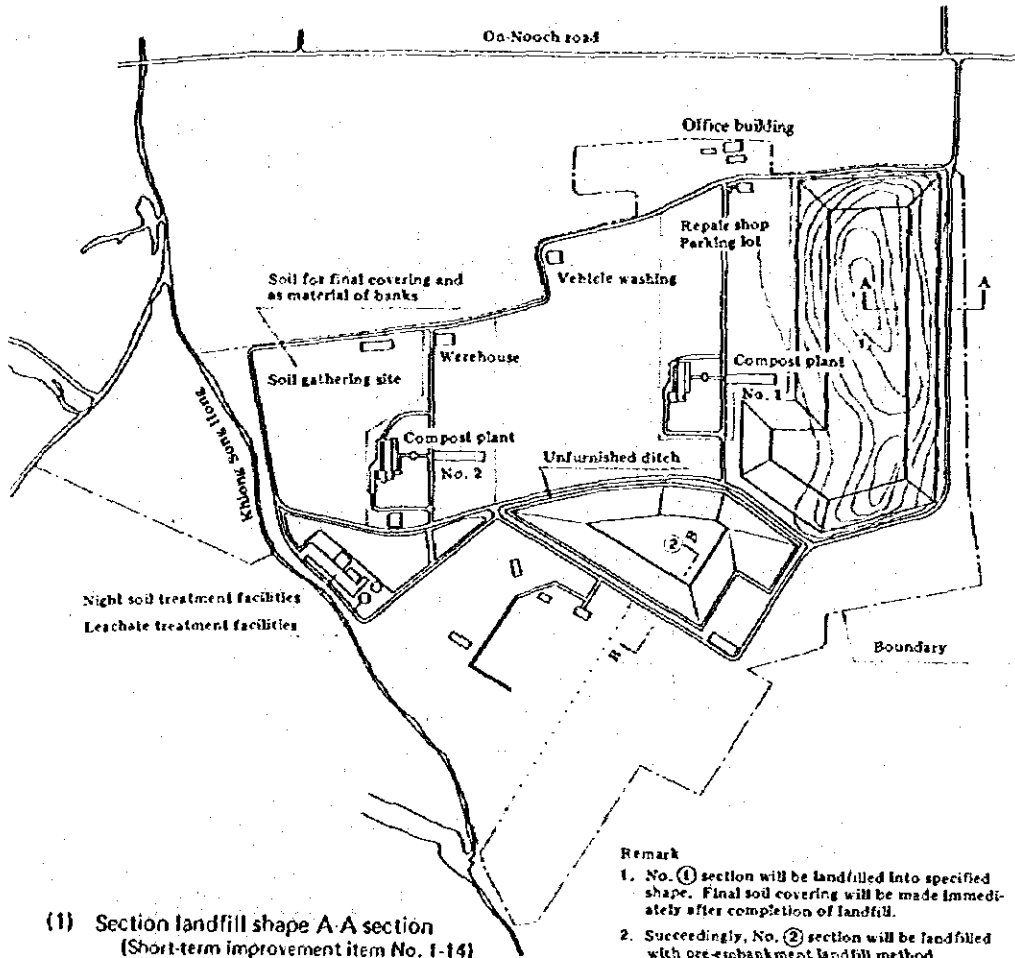 On-Nooch road
Office building
Repair shop
Parking lot
A A
Soil for final covering and
as material of banks
Vehicle washing
Warehouse
Soil gathering site
Compost plant
No. 1
Khlong Song Hong
Compost plant
No. 2
Unfurnished ditch
② B
Night soil treatment facilities
Leachate treatment facilities
B
Boundary
Remark
1. No. ① section will be landfilled into specified
shape. Final soil covering will be made immedi-
ately after completion of landfill.
2. Succeedingly, No. ② section will be landfilled
with pre-embankment landfill method
(1) Section landfill shape A-A section
(Short-term improvement item No. 1-14)